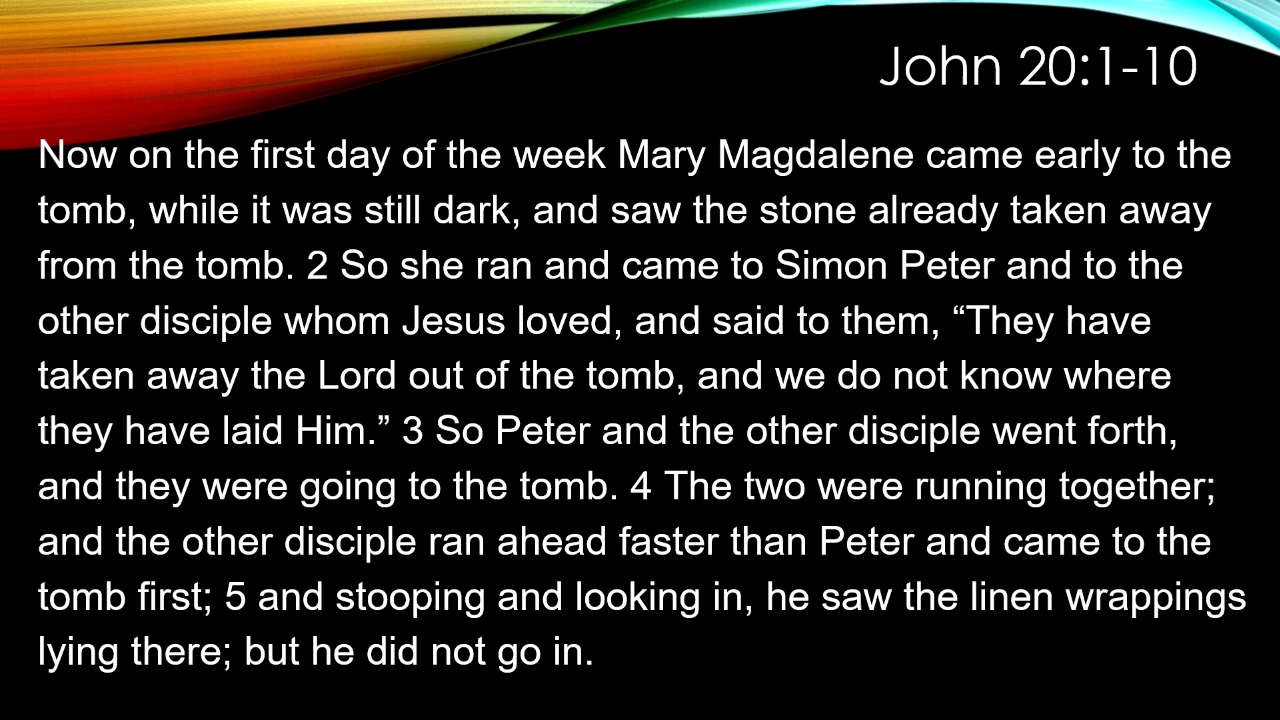 John 20:1-10
Now on the first day of the week Mary Magdalene came early to the
tomb, while it was still dark, and saw the stone already taken away
from the tomb. 2 So she ran and came to Simon Peter and to the
other disciple whom Jesus loved, and said to them, “They have
taken away the Lord out of the tomb, and we do not know where
they have laid Him.” 3 So Peter and the other disciple went forth,
and they were going to the tomb. 4 The two were running together;
and the other disciple ran ahead faster than Peter and came to the
tomb first; 5 and stooping and looking in, he saw the linen wrappings
lying there; but he did not go in.